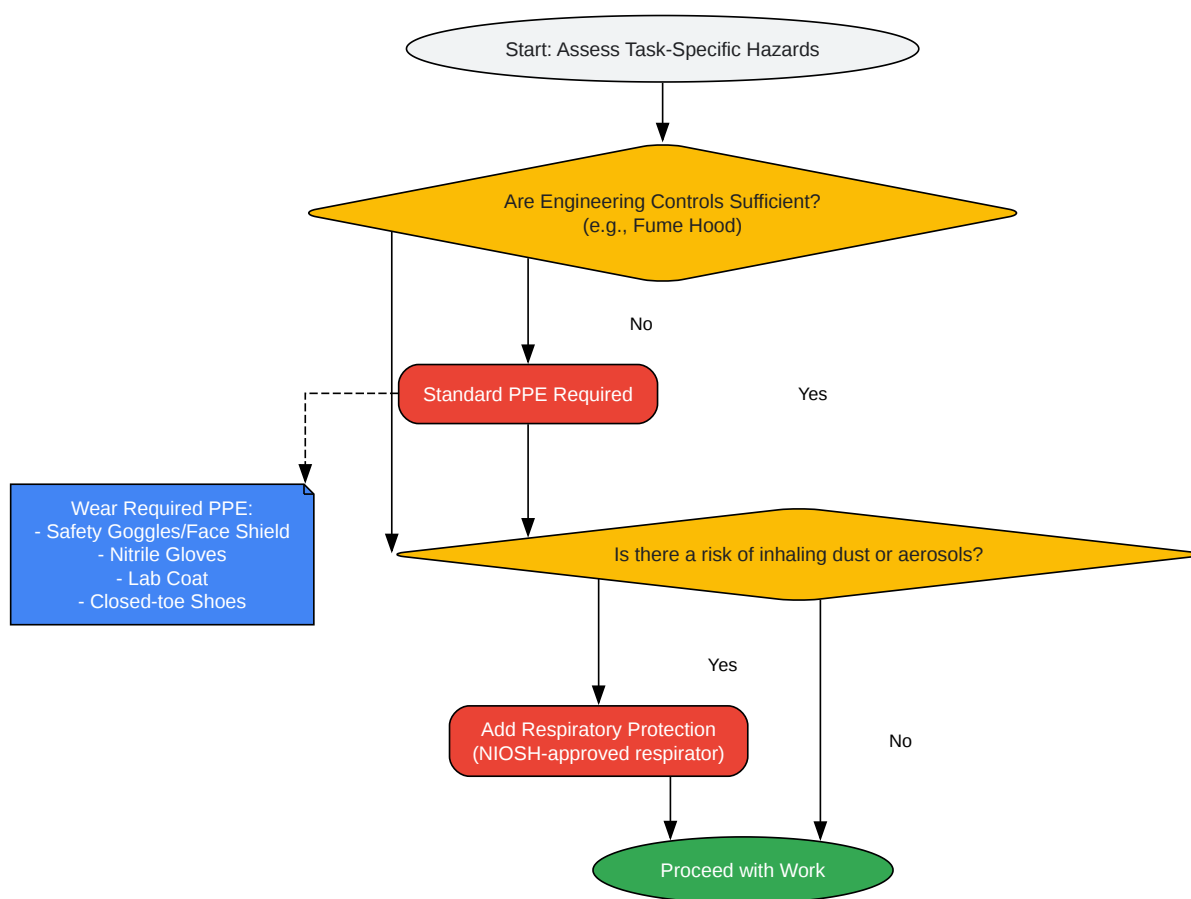 Start: Assess Task-Specific Hazards
Are Engineering Controls Sufficient?
(e.g., Fume Hood)
No
Standard PPE Required
Yes
Wear Required PPE:
- Safety Goggles/Face Shield
- Nitrile Gloves
- Lab Coat
- Closed-toe Shoes
Is there a risk of inhaling dust or aerosols?
Yes
Add Respiratory Protection
(NIOSH-approved respirator)
No
Proceed with Work